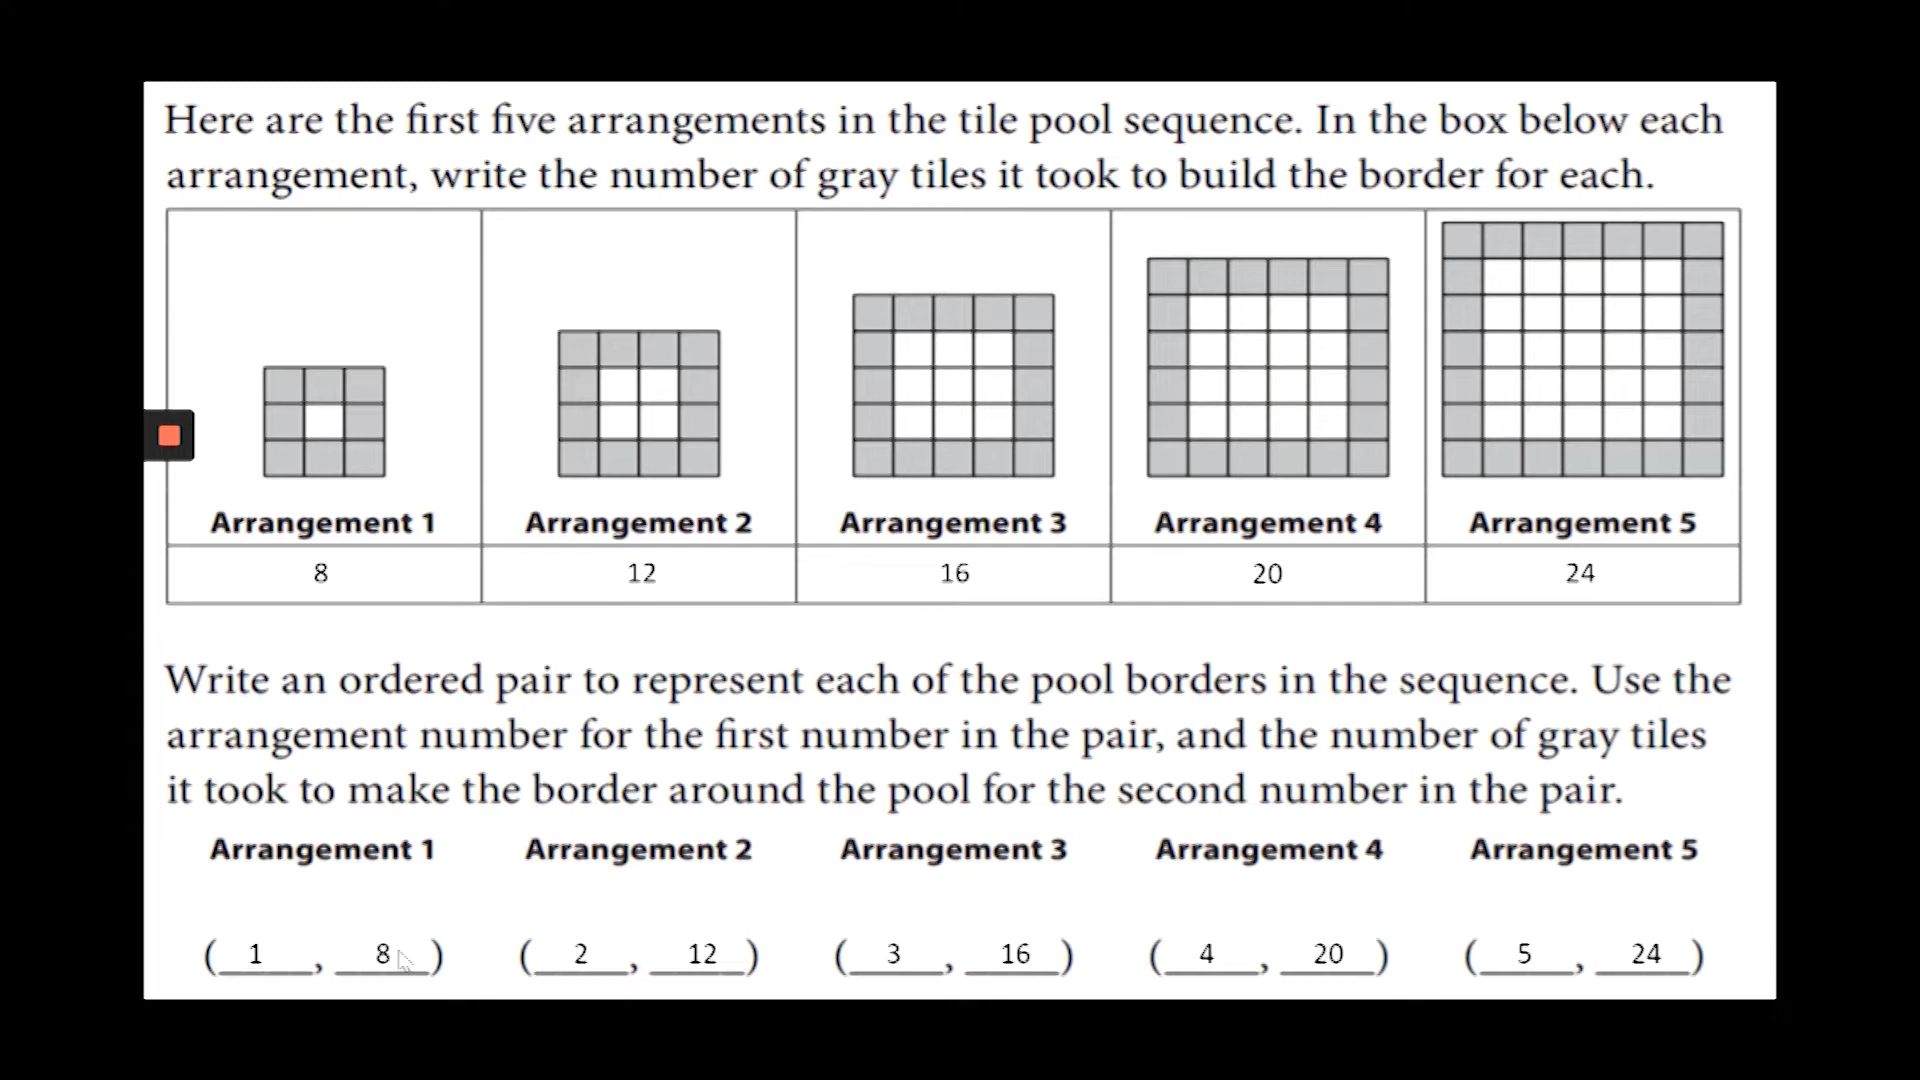 Here are the first five arrangements in the tile pool sequence. In the box below each
arrangement, write the number of gray tiles it took to build the border for each.
Arrangement 1 Arrangement 2 Arrangement 3 Arrangement 4 Arrangement 5
8 12 16 20 24
Write an ordered pair to represent each of the pool borders in the sequence. Use the
arrangement number for the first number in the pair, and the number of gray tiles
it took to make the border around the pool for the second number in the pair.
Arrangement 1 Arrangement 2 Arrangement 3 Arrangement 4 Arrangement 5
(1, 8) (2, 12) (3, 16) (4, 20) (5, 24)